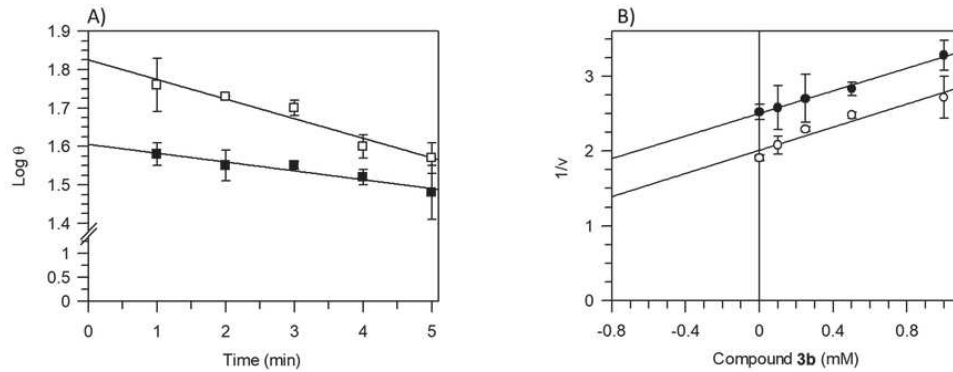 A)
Log θ
1.9
1.8
1.7
1.6
1.5
1.4
1
0.5
0
0 1 2 3 4 5
Time (min)
B)
1/v
3
2
1
0
-0.8 -0.4 0 0.4 0.8
Compound 3b (mM)